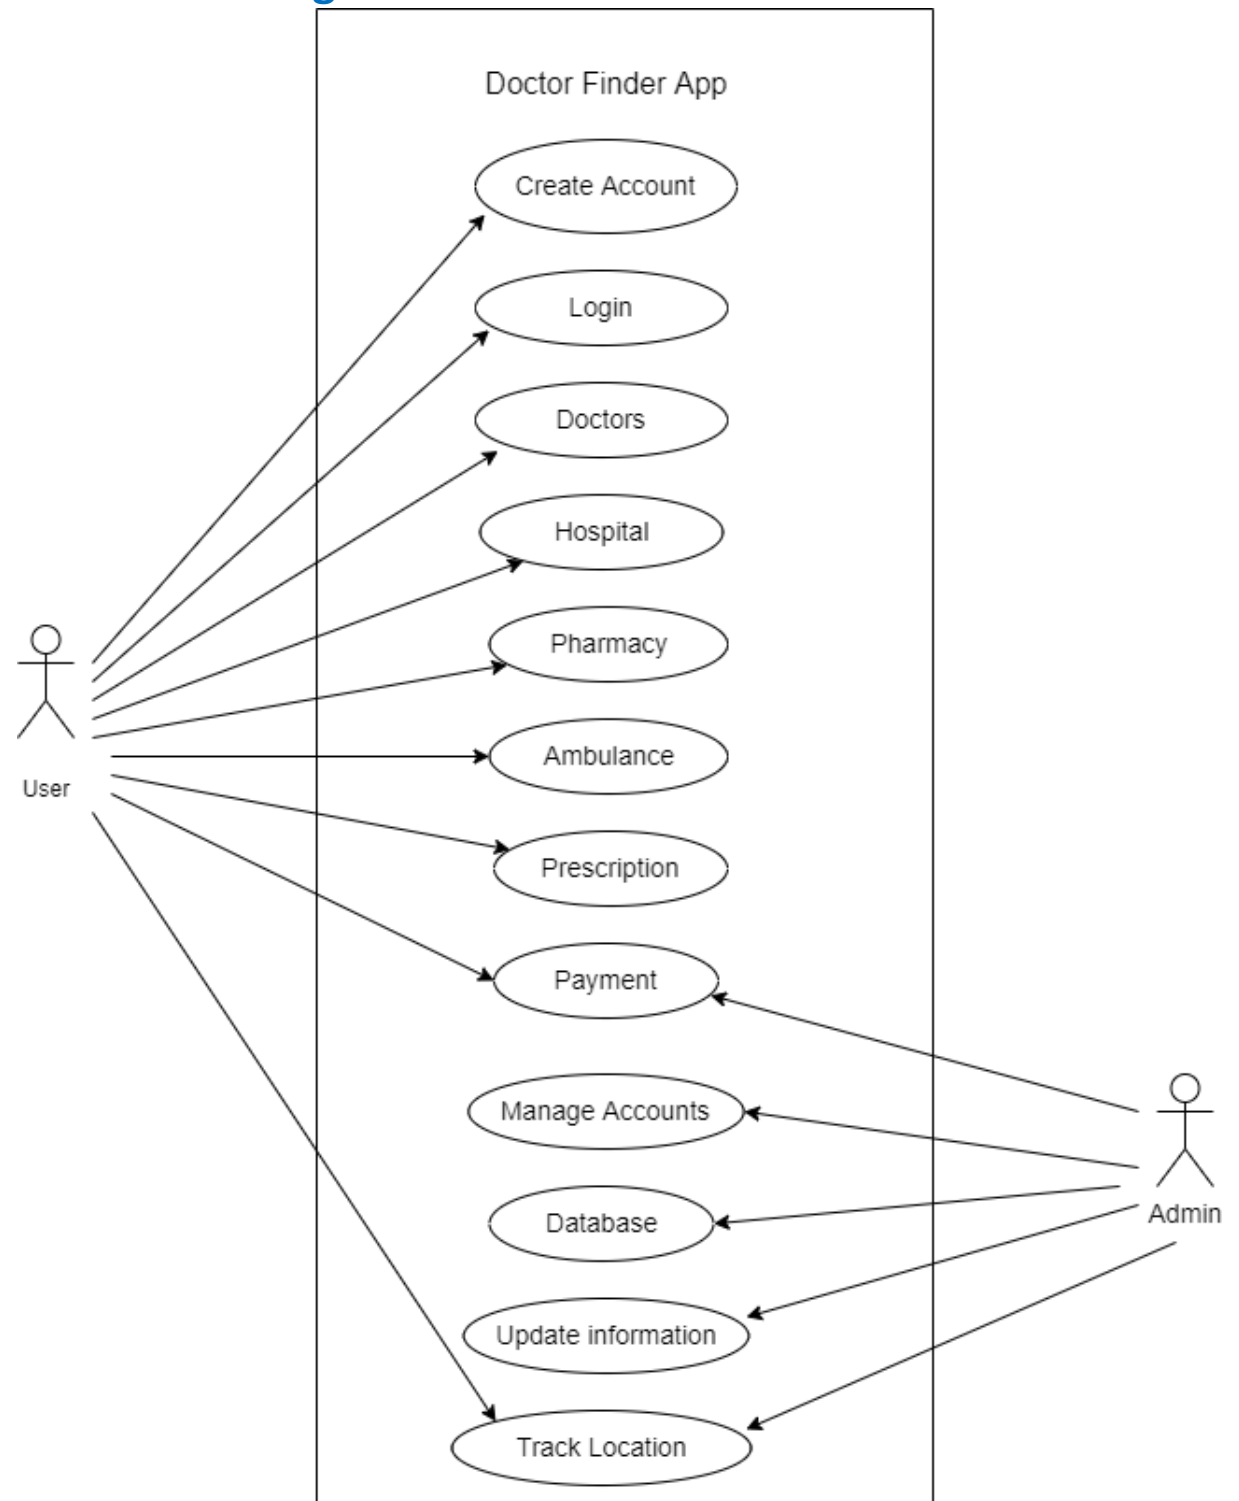 Doctor Finder App
Create Account
Login
Doctors
Hospital
Pharmacy
Ambulance
User
Prescription
Payment
Manage Accounts
Admin
Database
Update information
Track Location